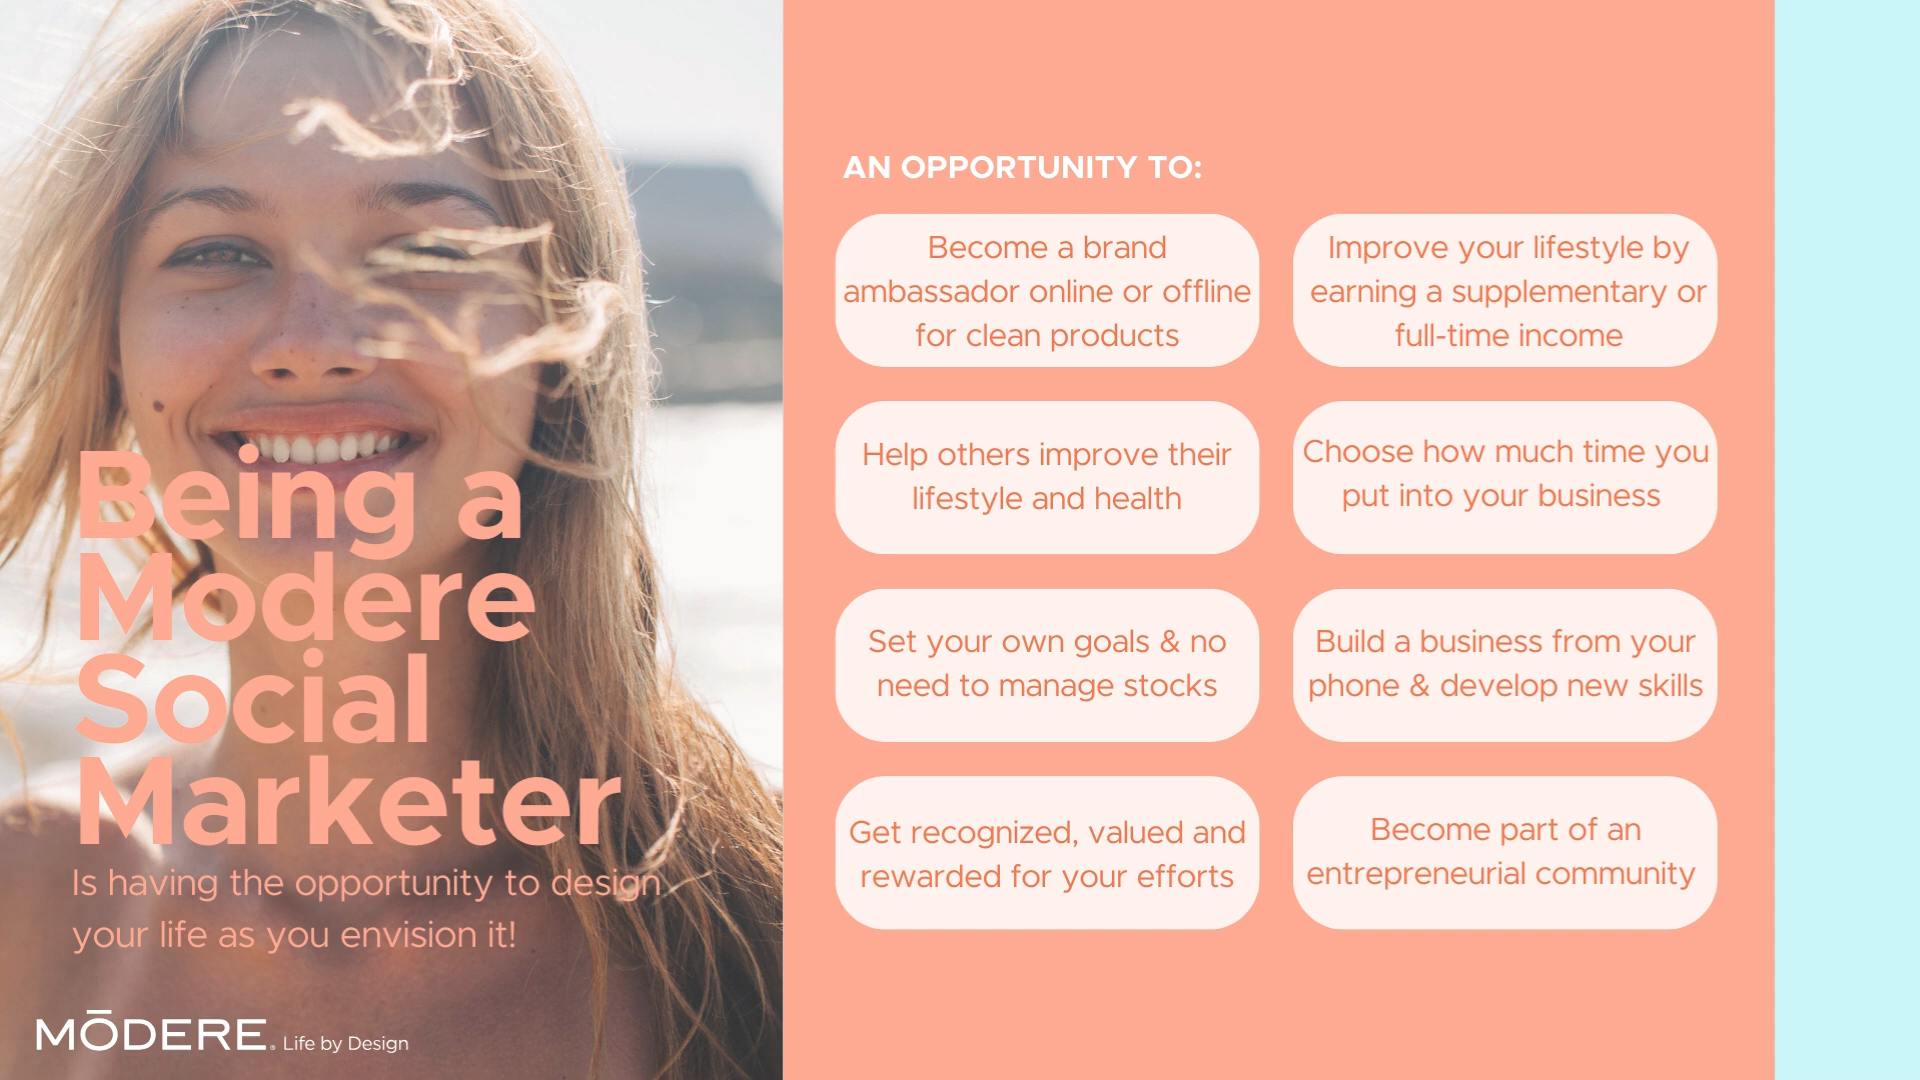 Being a
Modere
Social
Marketer
Is having the opportunity to design
your life as you envision it!
MŌDERE® Life by Design
AN OPPORTUNITY TO:
Become a brand
ambassador online or offline
for clean products
Improve your lifestyle by
earning a supplementary or
full-time income
Help others improve their
lifestyle and health
Choose how much time you
put into your business
Set your own goals & no
need to manage stocks
Build a business from your
phone & develop new skills
Get recognized, valued and
rewarded for your efforts
Become part of an
entrepreneurial community